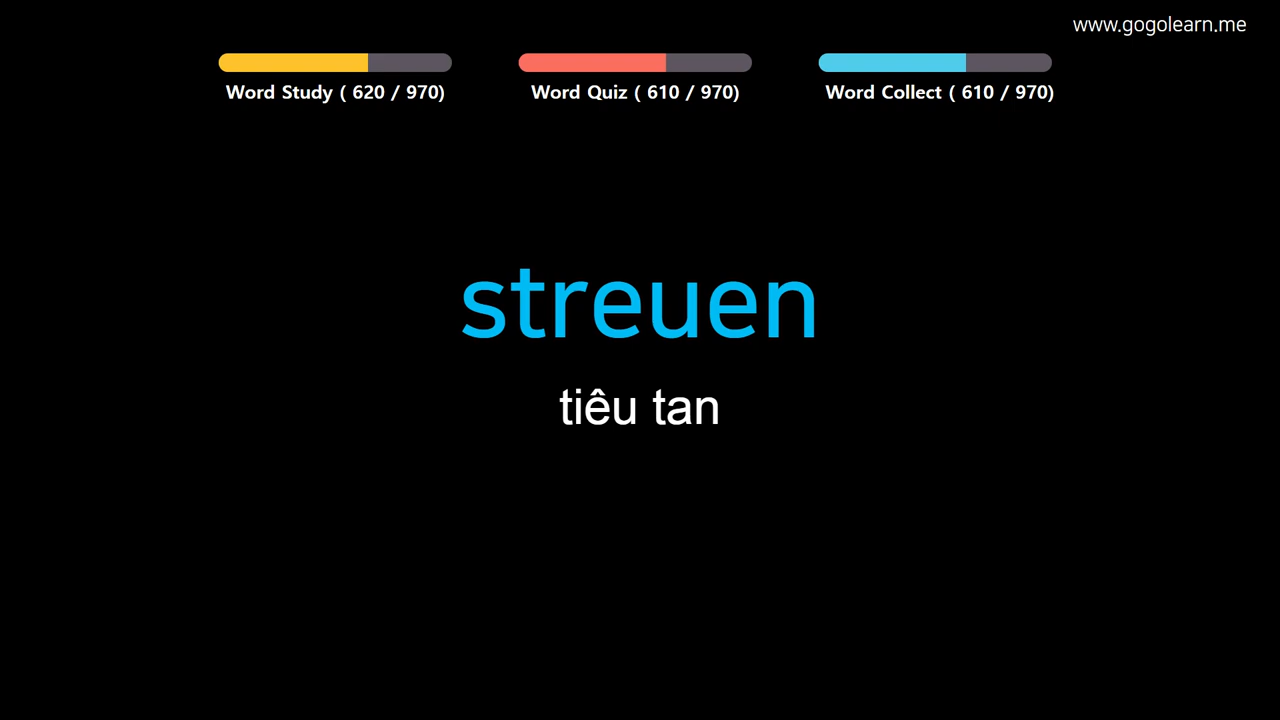 www.gogolearn.me
Word Study ( 620 / 970)
Word Quiz ( 610 / 970)
Word Collect ( 610 / 970)
streuen
tiêu tan